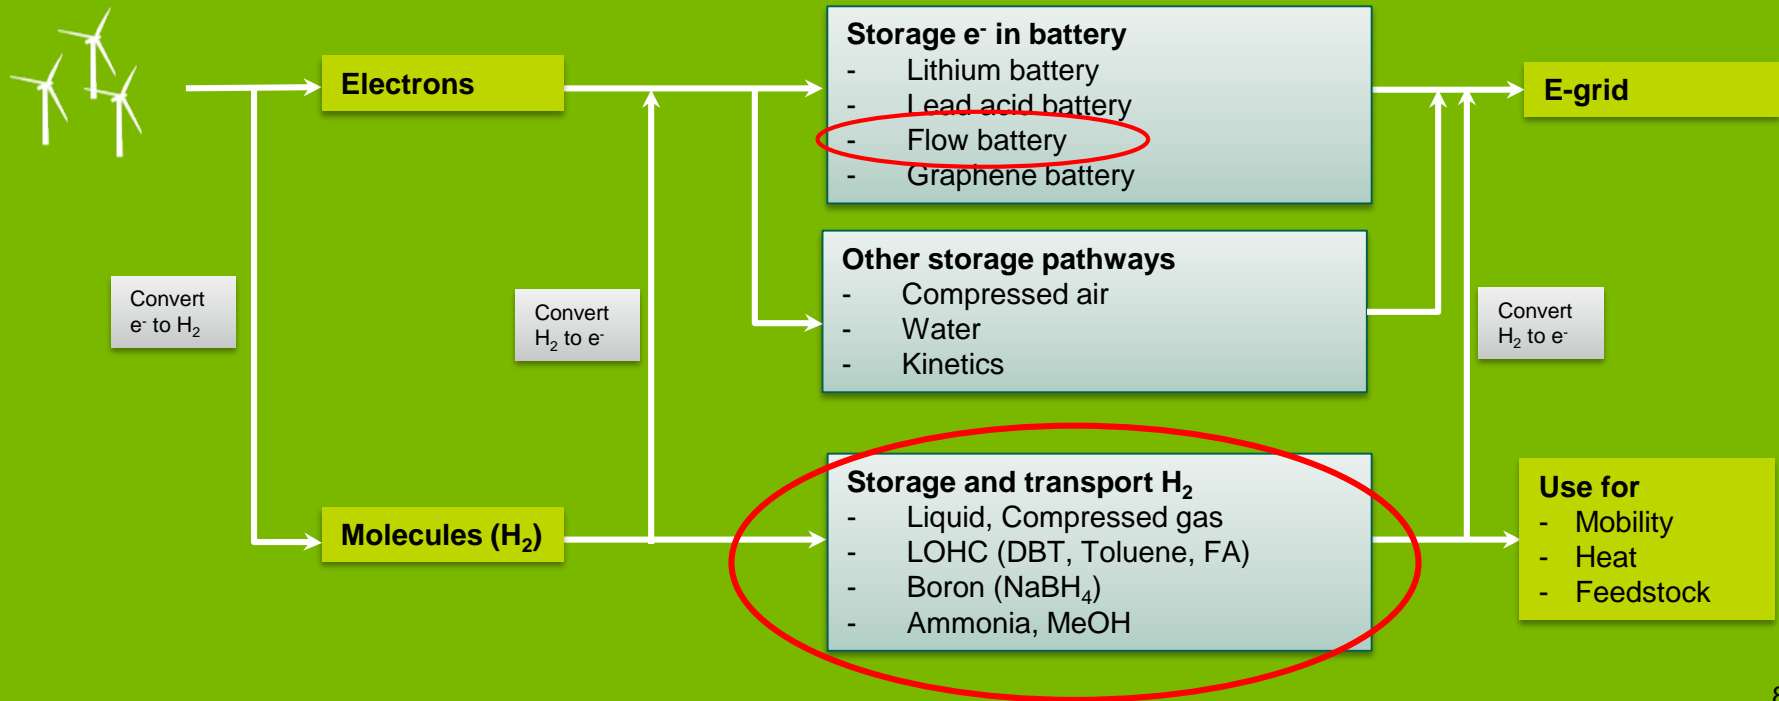 Electrons
Storage e⁻ in battery
- Lithium battery
- Lead acid battery
- Flow battery
- Graphene battery
E-grid
Other storage pathways
- Compressed air
- Water
- Kinetics
Convert
e⁻ to H₂
Convert
H₂ to e⁻
Convert
H₂ to e⁻
Molecules (H₂)
Storage and transport H₂
- Liquid, Compressed gas
- LOHC (DBT, Toluene, FA)
- Boron (NaBH₄)
- Ammonia, MeOH
Use for
- Mobility
- Heat
- Feedstock
8